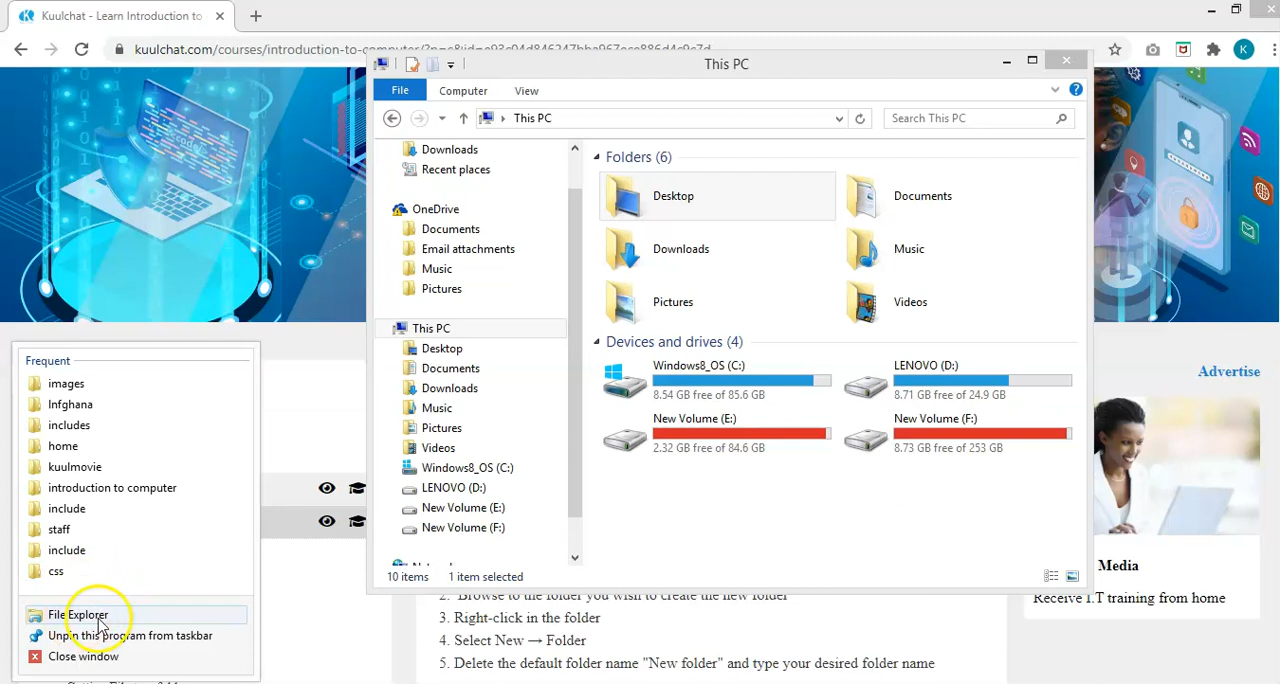 Kuulchat - Learn Introduction to
kuulchat.com/courses/introduction-to-computer/
K
This PC
File Computer View
This PC
Search This PC
Downloads
Recent places
OneDrive
Documents
Email attachments
Music
Pictures
This PC
Desktop
Documents
Downloads
Music
Pictures
Videos
Windows8_OS (C:)
LENOVO (D:)
New Volume (E:)
New Volume (F:)
Folders (6)
Desktop
Documents
Downloads
Music
Pictures
Videos
Devices and drives (4)
Windows8_OS (C:)
8.54 GB free of 85.6 GB
LENOVO (D:)
8.71 GB free of 24.9 GB
New Volume (E:)
2.32 GB free of 84.6 GB
New Volume (F:)
8.73 GB free of 253 GB
10 items 1 item selected
Frequent
images
Infghana
includes
home
kuulmovie
introduction to computer
include
staff
include
css
File Explorer
Unpin this program from taskbar
Close window
2. Browse to the folder you wish to create the new folder
3. Right-click in the folder
4. Select New → Folder
5. Delete the default folder name "New folder" and type your desired folder name
Advertise
Media
Receive I.T training from home